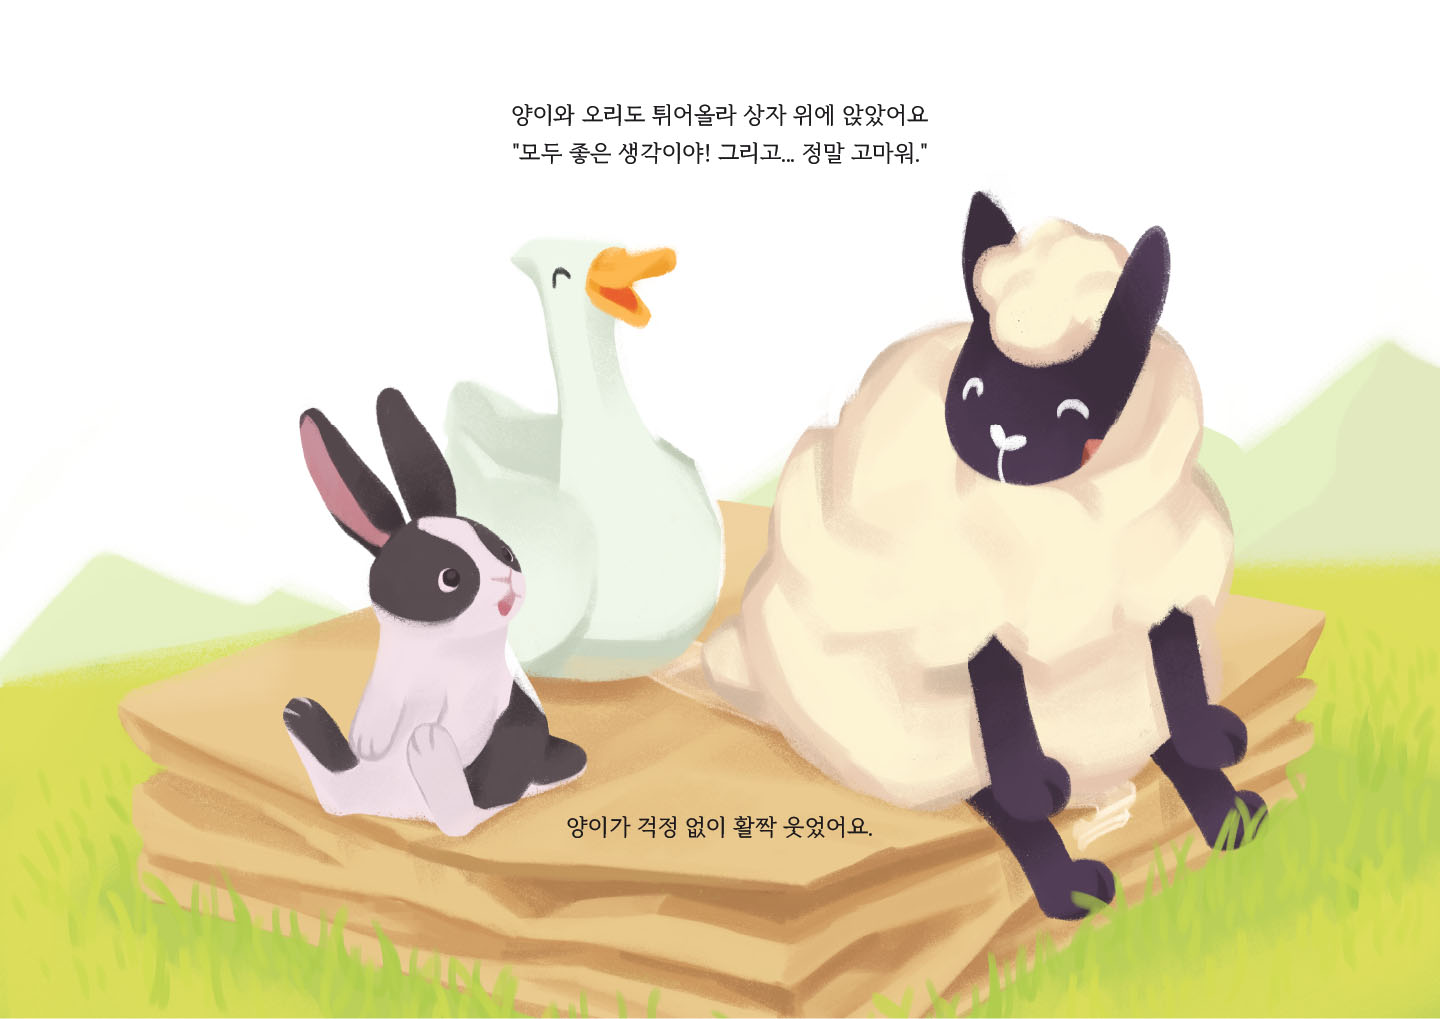 양이와 오리도 튀어올라 상자 위에 앉았어요
"모두 좋은 생각이야! 그리고... 정말 고마워."
양이가 걱정 없이 활짝 웃었어요.